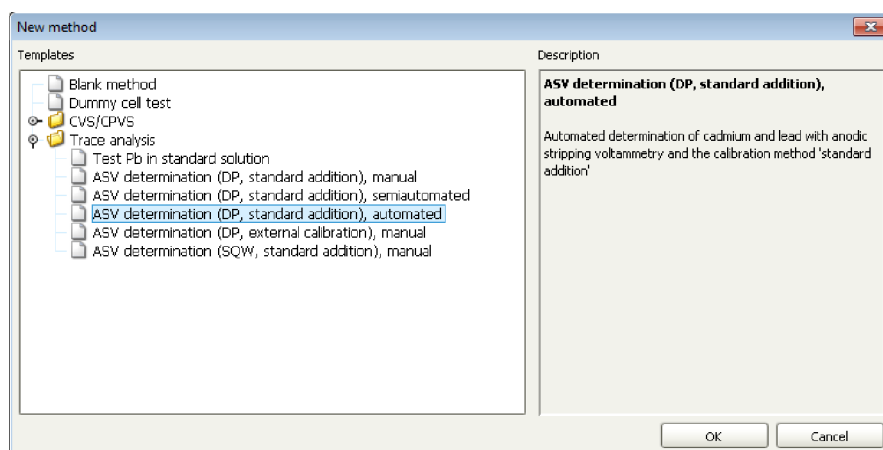 New method
Templates
Blank method
Dummy cell test
CVS/CPVS
Trace analysis
Test Pb in standard solution
ASV determination (DP, standard addition), manual
ASV determination (DP, standard addition), semiautomated
ASV determination (DP, standard addition), automated
ASV determination (DP, external calibration), manual
ASV determination (SQW, standard addition), manual
Description
ASV determination (DP, standard addition),
automated
Automated determination of cadmium and lead with anodic
stripping voltammetry and the calibration method 'standard
addition'
OK
Cancel